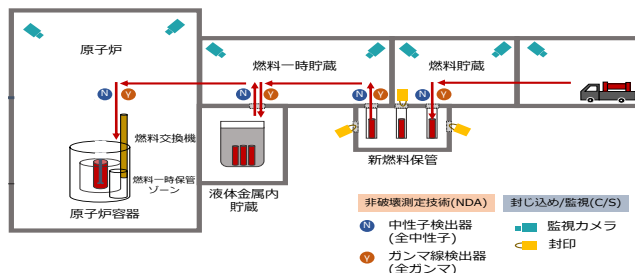 原子炉
燃料一時貯蔵
燃料貯蔵
N γ
N γ
N γ
N γ
燃料交換機
燃料一時保管
ゾーン
原子炉容器
液体金属内
貯蔵
新燃料保管
非破壊測定技術(NDA)
封じ込め/監視(C/S)
N 中性子検出器
(全中性子)
γ ガンマ線検出器
(全ガンマ)
監視カメラ
封印